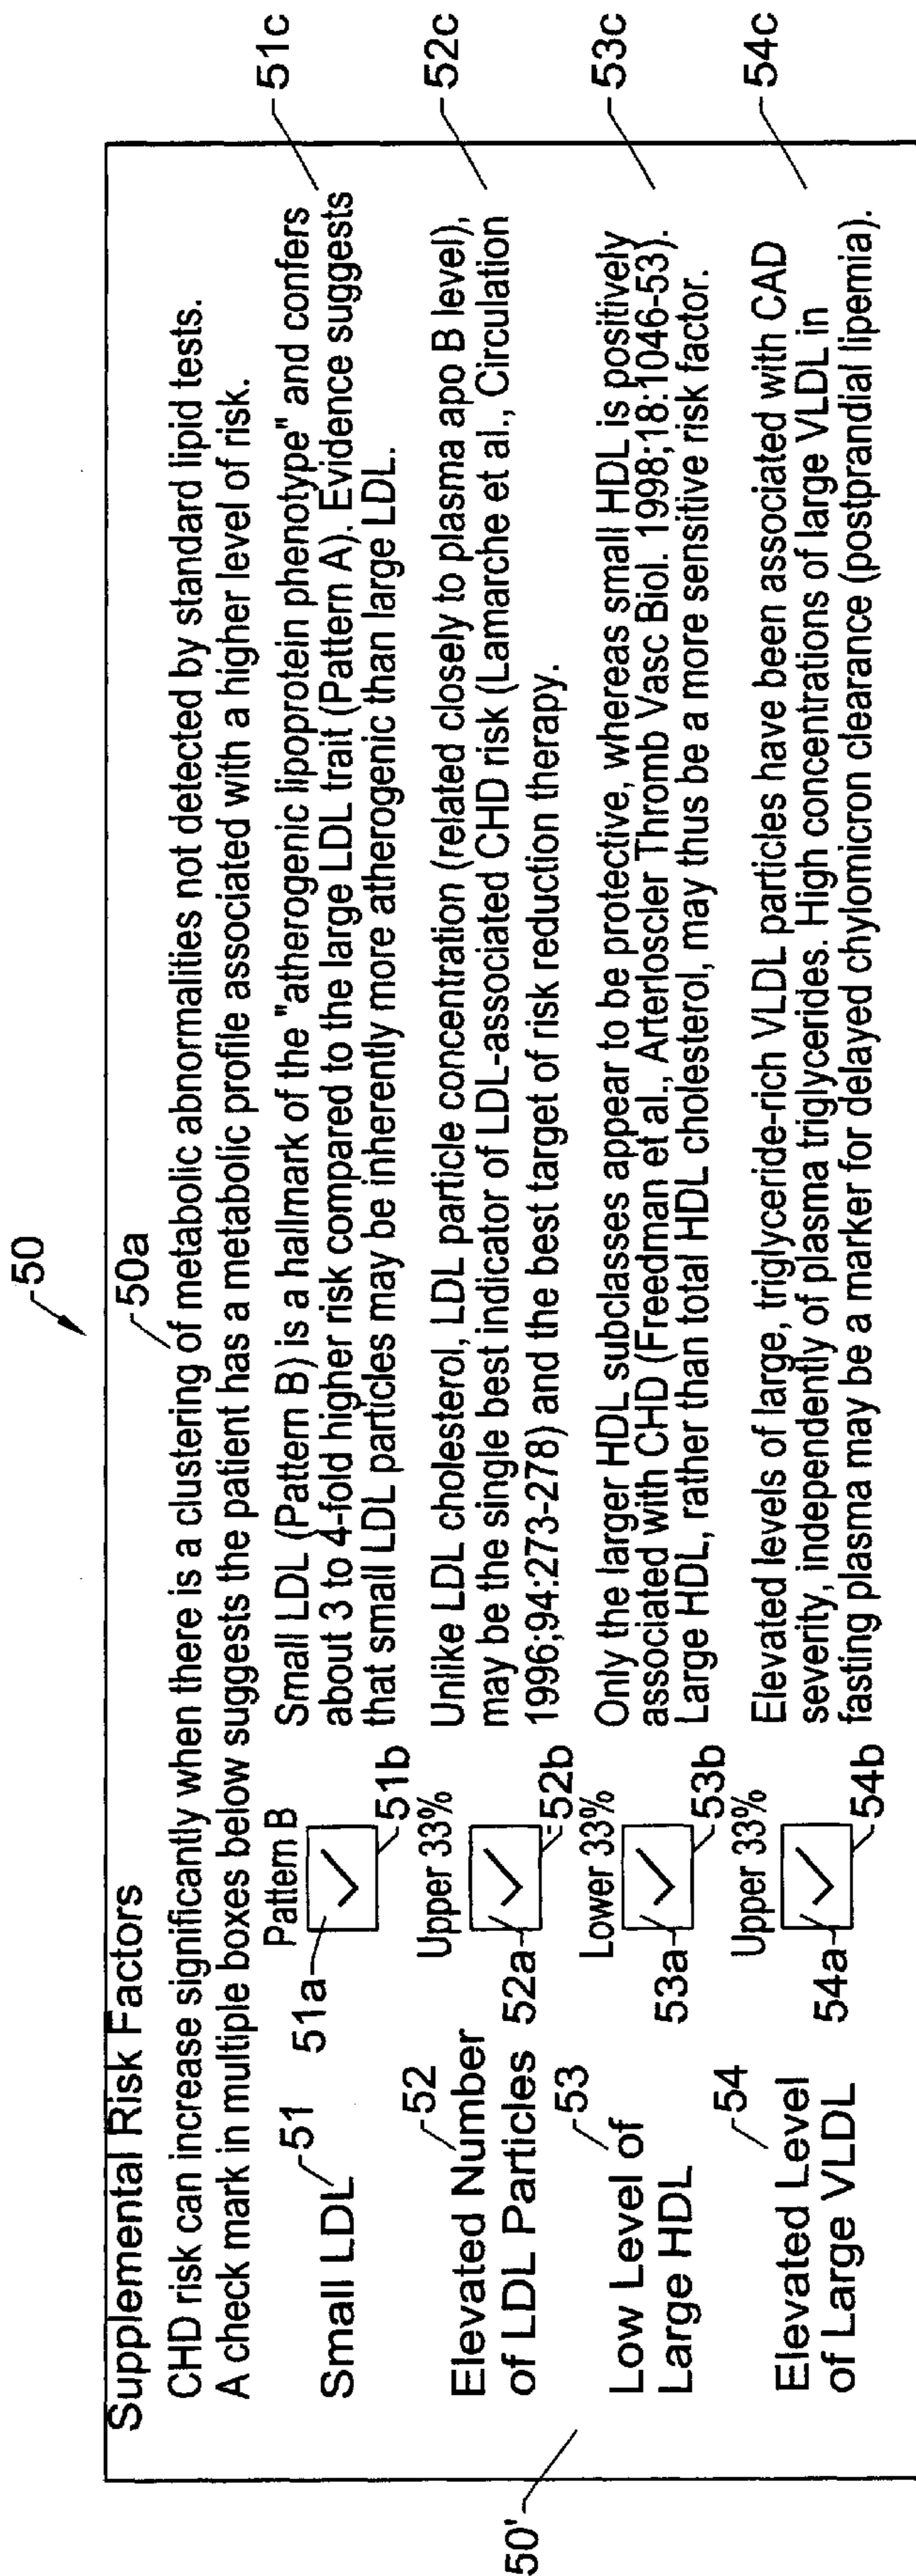 50
Supplemental Risk Factors
50a
CHD risk can increase significantly when there is a clustering of metabolic abnormalities not detected by standard lipid tests.
A check mark in multiple boxes below suggests the patient has a metabolic profile associated with a higher level of risk.
51
Small LDL
Pattern B
51a
51b
Small LDL (Pattern B) is a hallmark of the "atherogenic lipoprotein phenotype" and confers
about 3 to 4-fold higher risk compared to the large LDL trait (Pattern A). Evidence suggests
that small LDL particles may be inherently more atherogenic than large LDL.
51c
52
Elevated Number
of LDL Particles
Upper 33%
52a
52b
Unlike LDL cholesterol, LDL particle concentration (related closely to plasma apo B level),
may be the single best indicator of LDL-associated CHD risk (Lamarche et al., Circulation
1996;94:273-278) and the best target of risk reduction therapy.
52c
53
Low Level of
Large HDL
Lower 33%
53a
53b
Only the larger HDL subclasses appear to be protective, whereas small HDL is positively
associated with CHD (Freedman et al., Arterloscler Thromb Vasc Biol. 1998;18:1046-53).
Large HDL, rather than total HDL cholesterol, may thus be a more sensitive risk factor.
53c
54
Elevated Level
of Large VLDL
Upper 33%
54a
54b
Elevated levels of large, triglyceride-rich VLDL particles have been associated with CAD
severity, independently of plasma triglycerides. High concentrations of large VLDL in
fasting plasma may be a marker for delayed chylomicron clearance (postprandial lipemia).
54c
50'